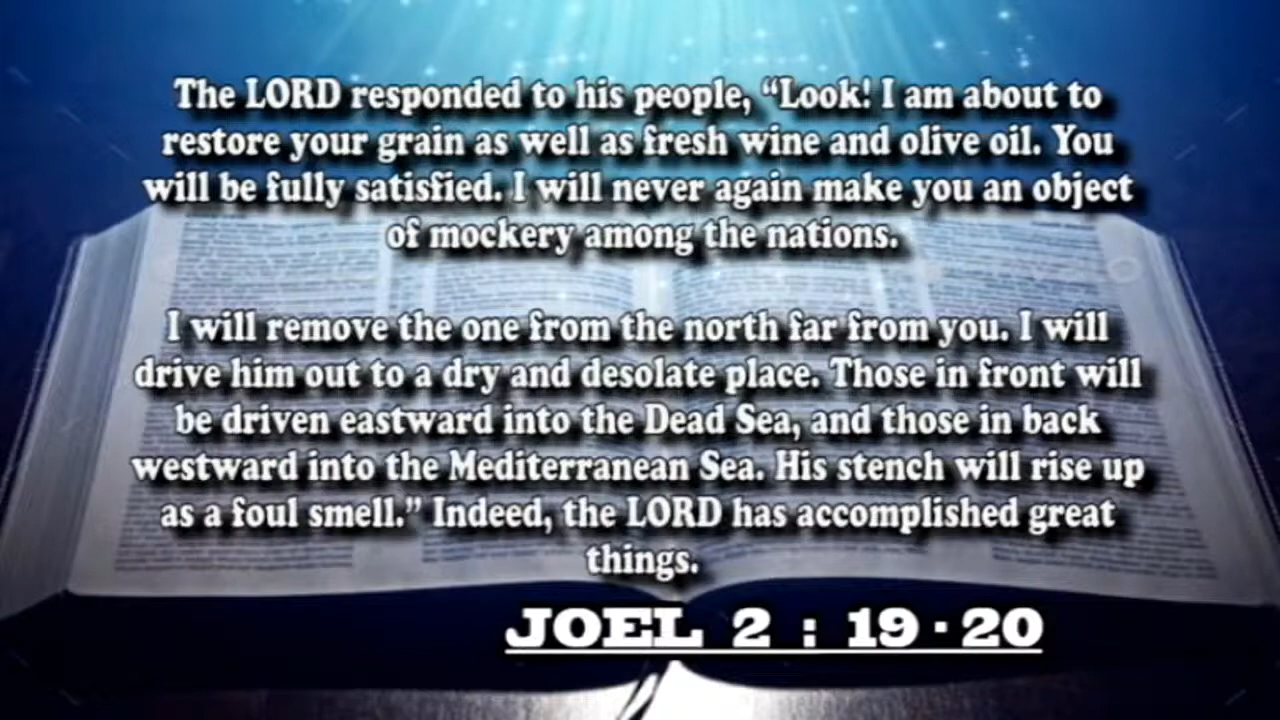 The LORD responded to his people, “Look! I am about to
restore your grain as well as fresh wine and olive oil. You
will be fully satisfied. I will never again make you an object
of mockery among the nations.
I will remove the one from the north far from you. I will
drive him out to a dry and desolate place. Those in front will
be driven eastward into the Dead Sea, and those in back
westward into the Mediterranean Sea. His stench will rise up
as a foul smell.” Indeed, the LORD has accomplished great
things.
JOEL 2 : 19 - 20